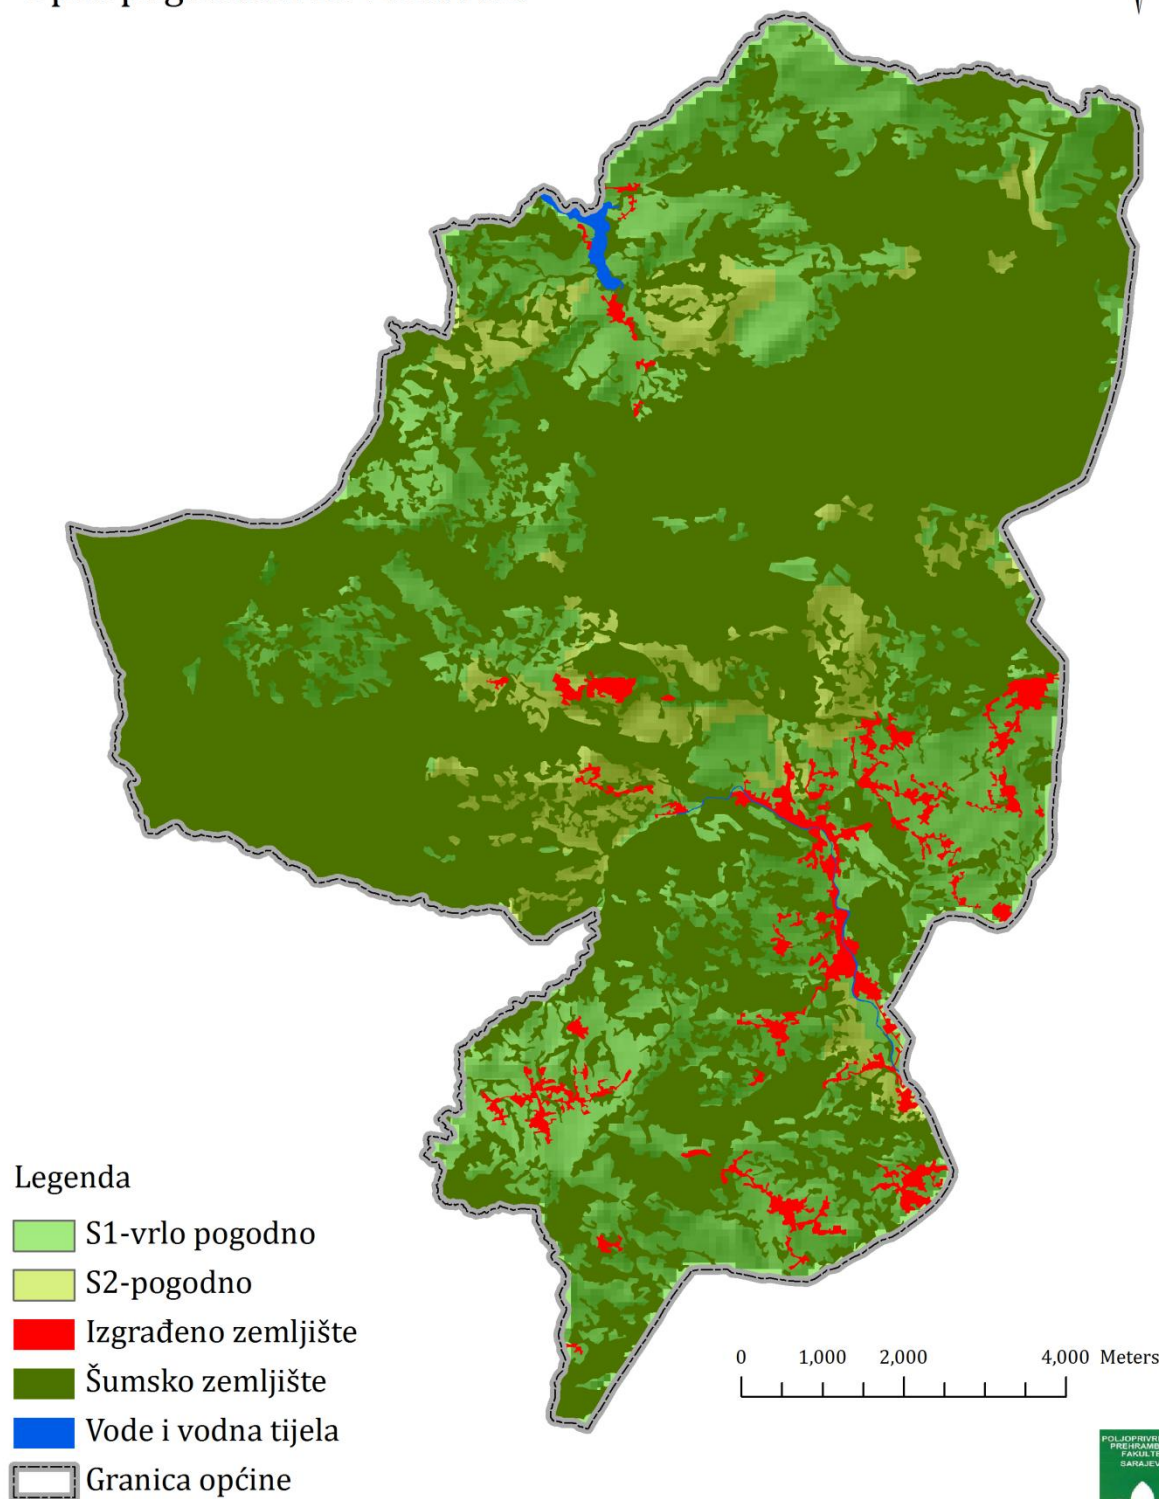 Legenda
S1-vrlo pogodno
S2-pogodno
Izgrađeno zemljište
Šumsko zemljište
Vode i vodna tijela
Granica općine
0 1,000 2,000 4,000 Meters